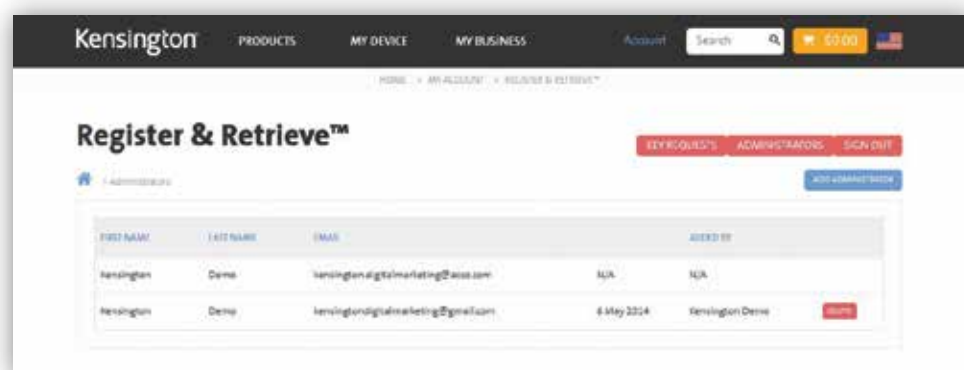 Kensington PRODUCTS MY DEVICE MY BUSINESS Account Search $0.00
HOME > MY ACCOUNT > REGISTER & RETRIEVE™
Register & Retrieve™
KEY REQUESTS ADMINISTRATORS SIGN OUT
> Administrators ADD ADMINISTRATOR
FIRST NAME LAST NAME EMAIL ADDED BY
Kensington Demo kensington.digitalmarketing@acco.com N/A N/A
Kensington Demo kensingtondigitalmarketing@gmail.com 6 May 2014 Kensington Demo DELETE